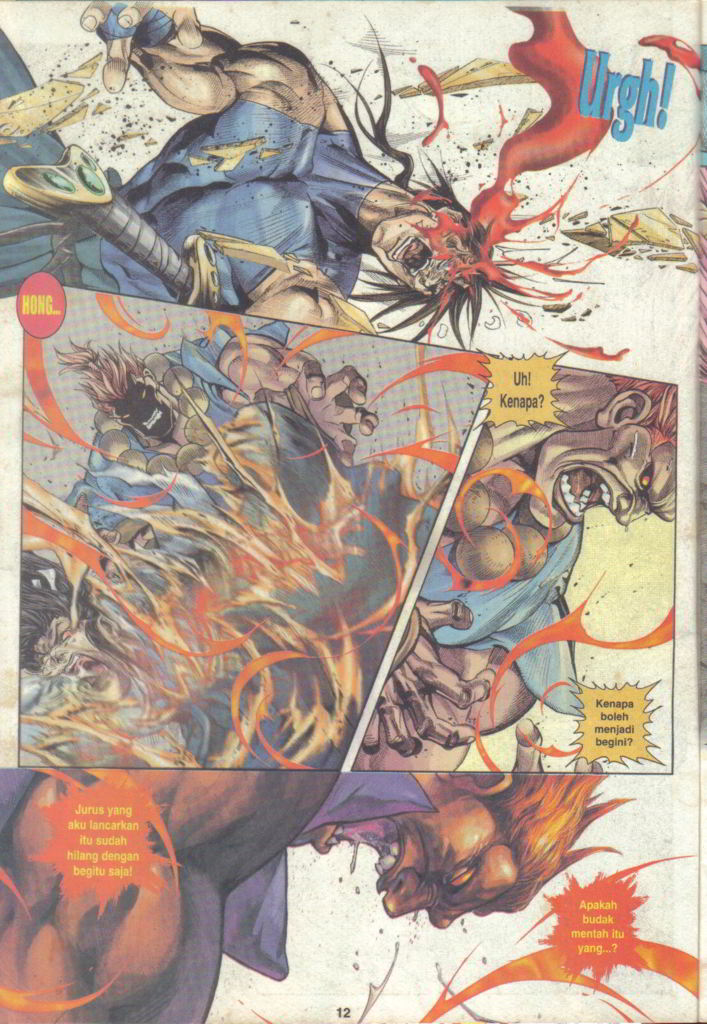 Urgh!
HONG...
Uh!
Kenapa?
Kenapa
boleh
menjadi
begini?
Jurus yang
aku lancarkan
itu sudah
hilang dengan
begitu saja!
Apakah
budak
mentah itu
yang...?
12